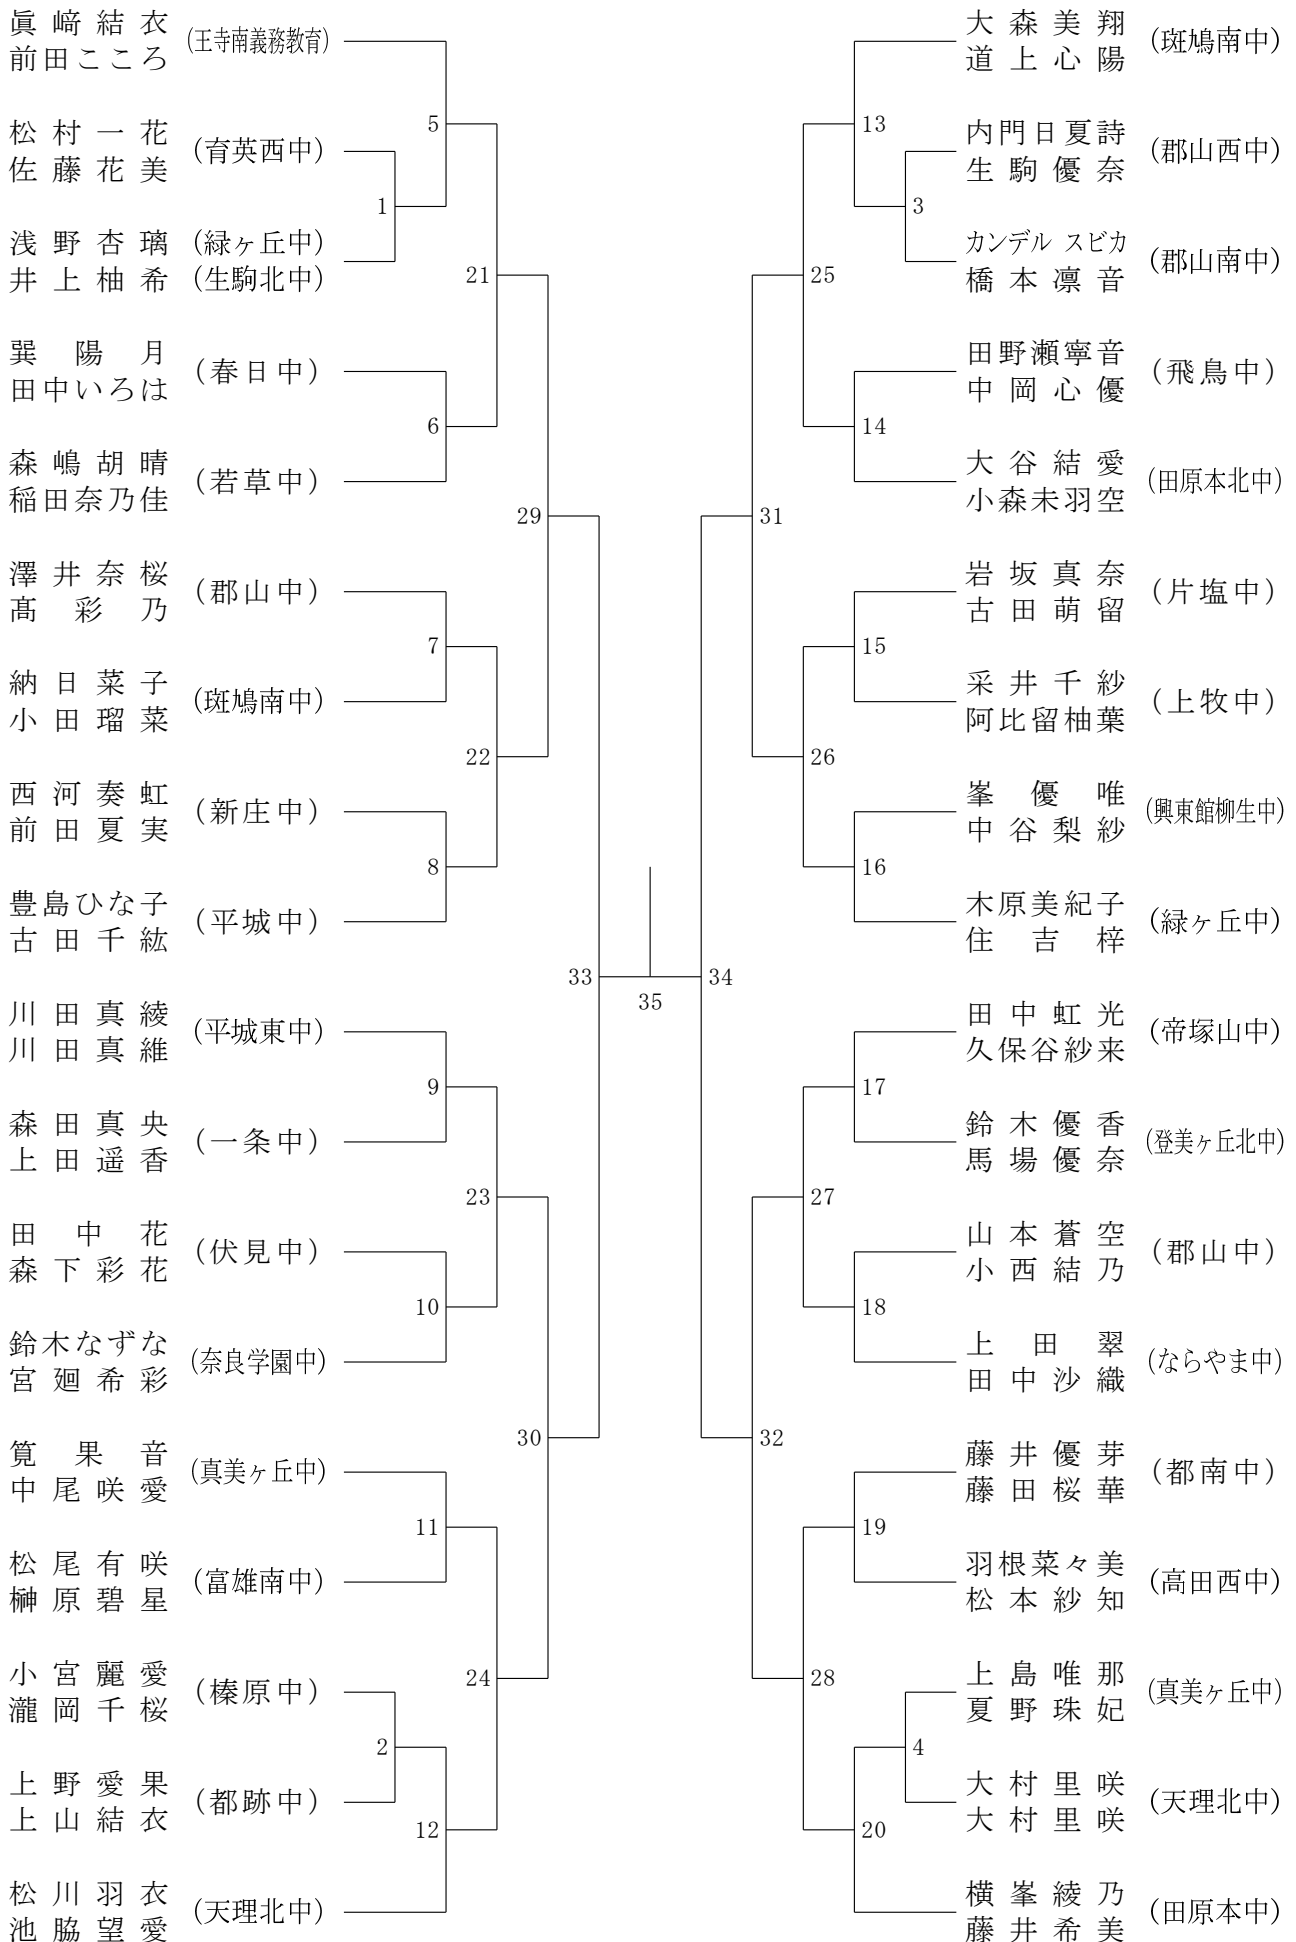 眞﨑結衣
前田こころ
(王寺南義務教育)
松村一花
佐藤花美
(育英西中)
浅野杏璃 (緑ヶ丘中)
井上柚希 (生駒北中)
巽陽月
田中いろは
(春日中)
森嶋胡晴
稲田奈乃佳
(若草中)
澤井奈桜
髙彩乃
(郡山中)
納日菜子
小田瑠菜
(斑鳩南中)
西河奏虹
前田夏実
(新庄中)
豊島ひな子
古田千紘
(平城中)
川田真綾
川田真維
(平城東中)
森田真央
上田遥香
(一条中)
田中花
森下彩花
(伏見中)
鈴木なずな
宮廻希彩
(奈良学園中)
筧果音
中尾咲愛
(真美ヶ丘中)
松尾有咲
榊原碧星
(富雄南中)
小宮麗愛
瀧岡千桜
(榛原中)
上野愛果
上山結衣
(都跡中)
松川羽衣
池脇望愛
(天理北中)
5
1
21
6
29
7
22
8
33
9
23
10
30
11
24
2
12
35
13
3
25
14
31
15
26
16
34
17
27
18
32
19
28
4
20
大森美翔
道上心陽
(斑鳩南中)
内門日夏詩
生駒優奈
(郡山西中)
カンデル スビカ
橋本凛音
(郡山南中)
田野瀬寧音
中岡心優
(飛鳥中)
大谷結愛
小森未羽空
(田原本北中)
岩坂真奈
古田萌留
(片塩中)
采井千紗
阿比留柚葉
(上牧中)
峯優唯
中谷梨紗
(興東館柳生中)
木原美紀子
住吉梓
(緑ヶ丘中)
田中虹光
久保谷紗来
(帝塚山中)
鈴木優香
馬場優奈
(登美ヶ丘北中)
山本蒼空
小西結乃
(郡山中)
上田翠
田中沙織
(ならやま中)
藤井優芽
藤田桜華
(都南中)
羽根菜々美
松本紗知
(高田西中)
上島唯那
夏野珠妃
(真美ヶ丘中)
大村里咲
大村里咲
(天理北中)
横峯綾乃
藤井希美
(田原本中)